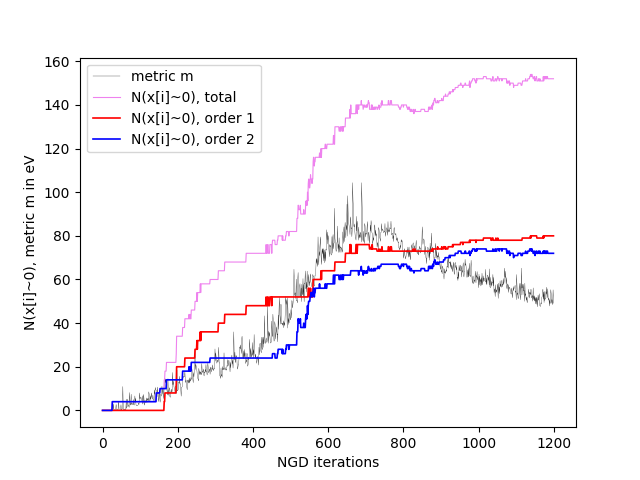 metric m
N(x[i]~0), total
N(x[i]~0), order 1
N(x[i]~0), order 2
N(x[i]~0), metric m in eV
160
140
120
100
80
60
40
20
0
0 200 400 600 800 1000 1200
NGD iterations